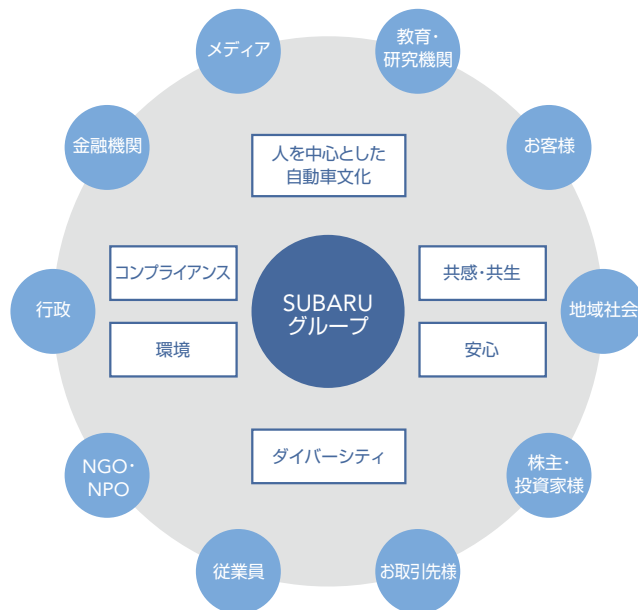 メディア
教育・
研究機関
金融機関
お客様
人を中心とした
自動車文化
コンプライアンス
共感・共生
行政
SUBARU
グループ
地域社会
環境
安心
ダイバーシティ
NGO・
NPO
株主・
投資家様
従業員
お取引先様